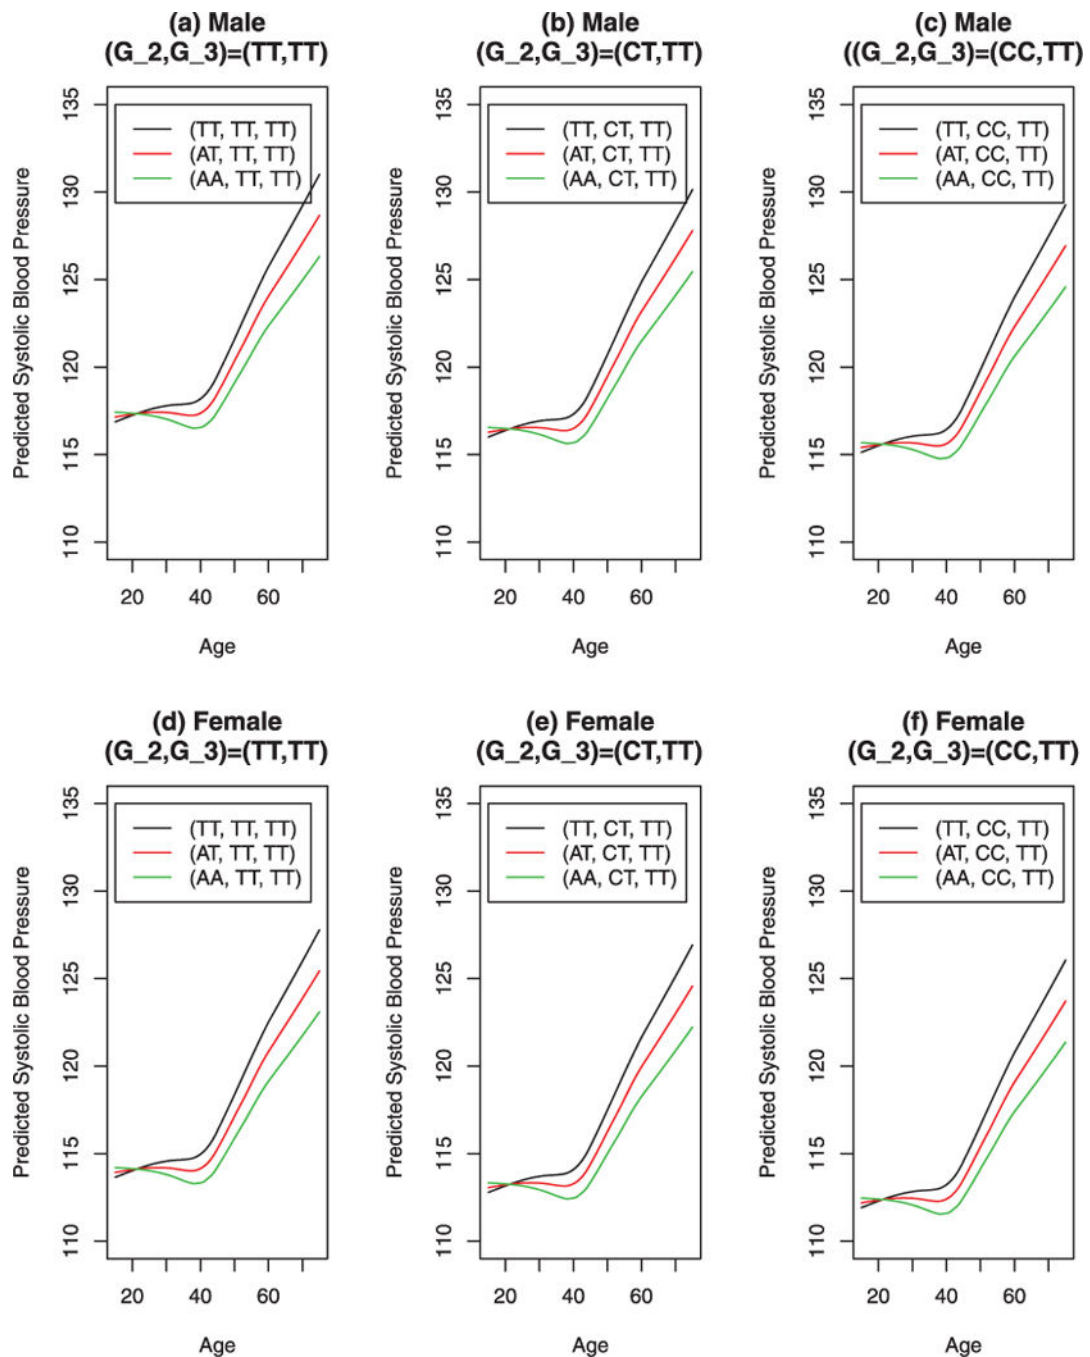 (a) Male
(G_2,G_3)=(TT,TT)
(b) Male
(G_2,G_3)=(CT,TT)
(c) Male
((G_2,G_3)=(CC,TT)
Predicted Systolic Blood Pressure
135
130
125
120
115
110
(TT, TT, TT)
(AT, TT, TT)
(AA, TT, TT)
20
40
60
Age
Predicted Systolic Blood Pressure
135
130
125
120
115
110
(TT, CT, TT)
(AT, CT, TT)
(AA, CT, TT)
20
40
60
Age
Predicted Systolic Blood Pressure
135
130
125
120
115
110
(TT, CC, TT)
(AT, CC, TT)
(AA, CC, TT)
20
40
60
Age
(d) Female
(G_2,G_3)=(TT,TT)
(e) Female
(G_2,G_3)=(CT,TT)
(f) Female
((G_2,G_3)=(CC,TT)
Predicted Systolic Blood Pressure
135
130
125
120
115
110
(TT, TT, TT)
(AT, TT, TT)
(AA, TT, TT)
20
40
60
Age
Predicted Systolic Blood Pressure
135
130
125
120
115
110
(TT, CT, TT)
(AT, CT, TT)
(AA, CT, TT)
20
40
60
Age
Predicted Systolic Blood Pressure
135
130
125
120
115
110
(TT, CC, TT)
(AT, CC, TT)
(AA, CC, TT)
20
40
60
Age